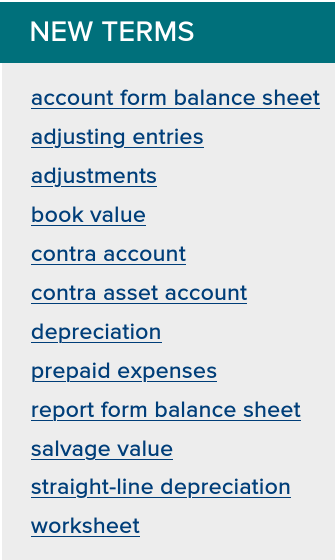 NEW TERMS
account form balance sheet
adjusting entries
adjustments
book value
contra account
contra asset account
depreciation
prepaid expenses
report form balance sheet
salvage value
straight-line depreciation
worksheet